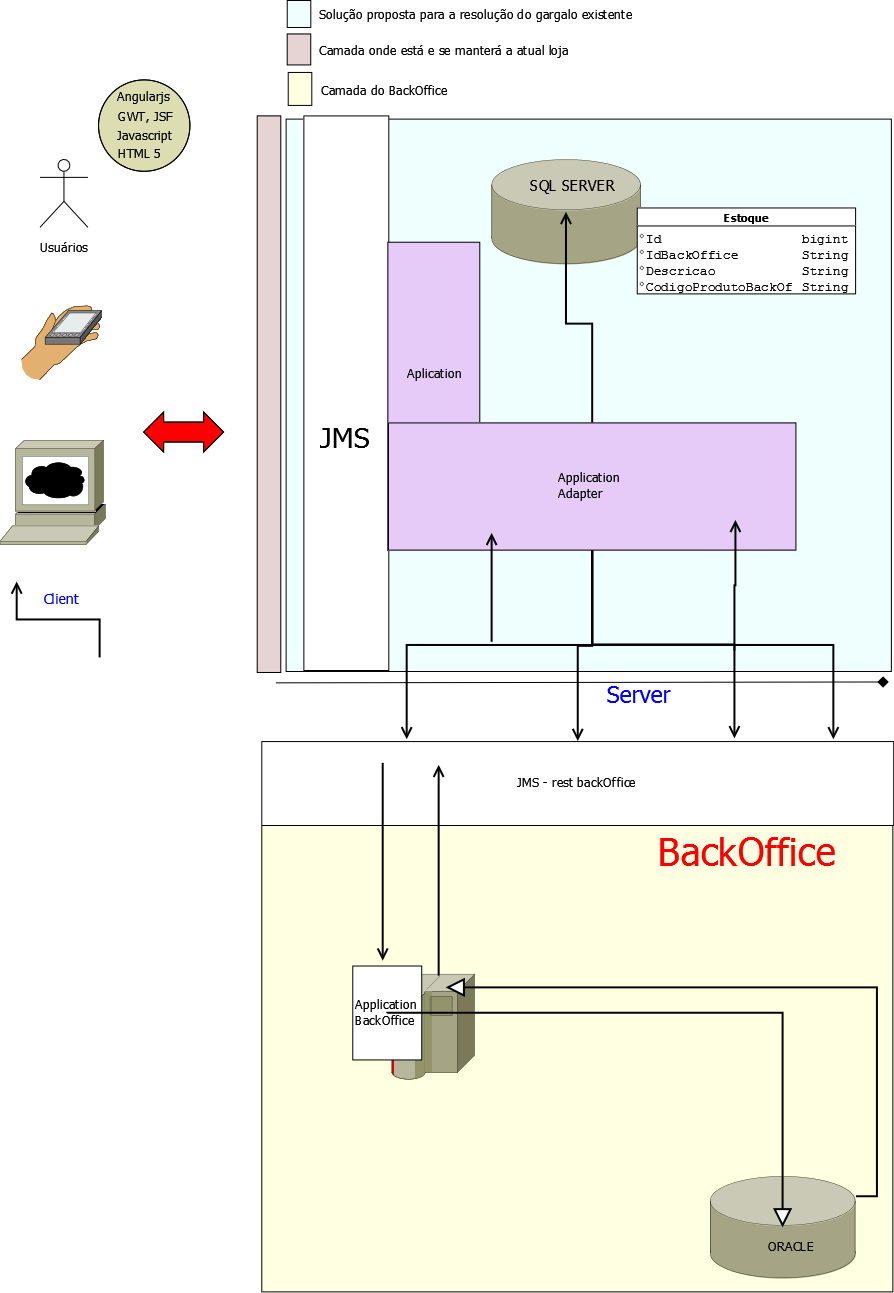 Solução proposta para a resolução do gargalo existente
Camada onde está e se manterá a atual loja
Camada do BackOffice
Angularjs
GWT, JSF
Javascript
HTML 5
Usuários
Client
JMS
Aplication
SQL SERVER
Estoque
Id bigint
IdBackOffice String
Descricao String
CodigoProdutoBackOf String
Application
Adapter
Server
JMS - rest backOffice
BackOffice
Application
BackOffice
ORACLE